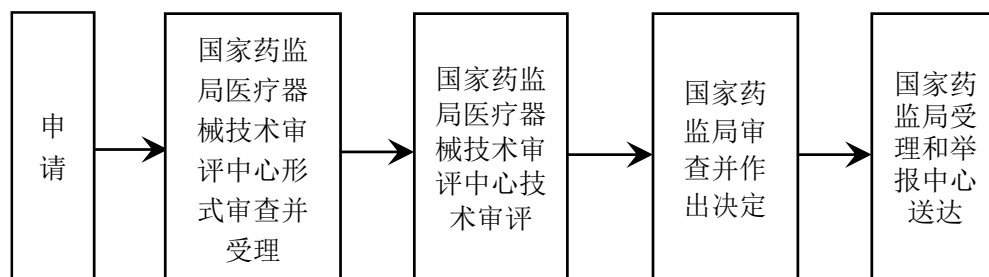 申
请
国家药监
局医疗器
械技术审
评中心形
式审查并
受理
国家药监
局医疗器
械技术审
评中心技
术审评
国家药
监局审
查并作
出决定
国家药
监局受
理和举
报中心
送达